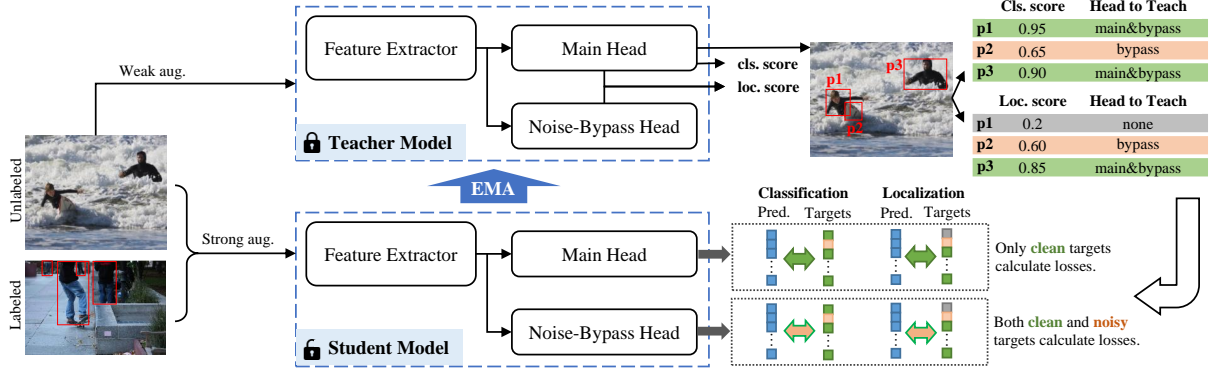 Weak aug.
Unlabeled
Labeled
Strong aug.
Feature Extractor
Main Head
Noise-Bypass Head
Teacher Model
cls. score
loc. score
p1
p2
p3
Cls. score Head to Teach
p1 0.95 main&bypass
p2 0.65 bypass
p3 0.90 main&bypass
Loc. score Head to Teach
p1 0.2 none
p2 0.60 bypass
p3 0.85 main&bypass
EMA
Feature Extractor
Main Head
Noise-Bypass Head
Student Model
Classification Localization
Pred. Targets Pred. Targets
Only clean targets
calculate losses.
Both clean and noisy
targets calculate losses.